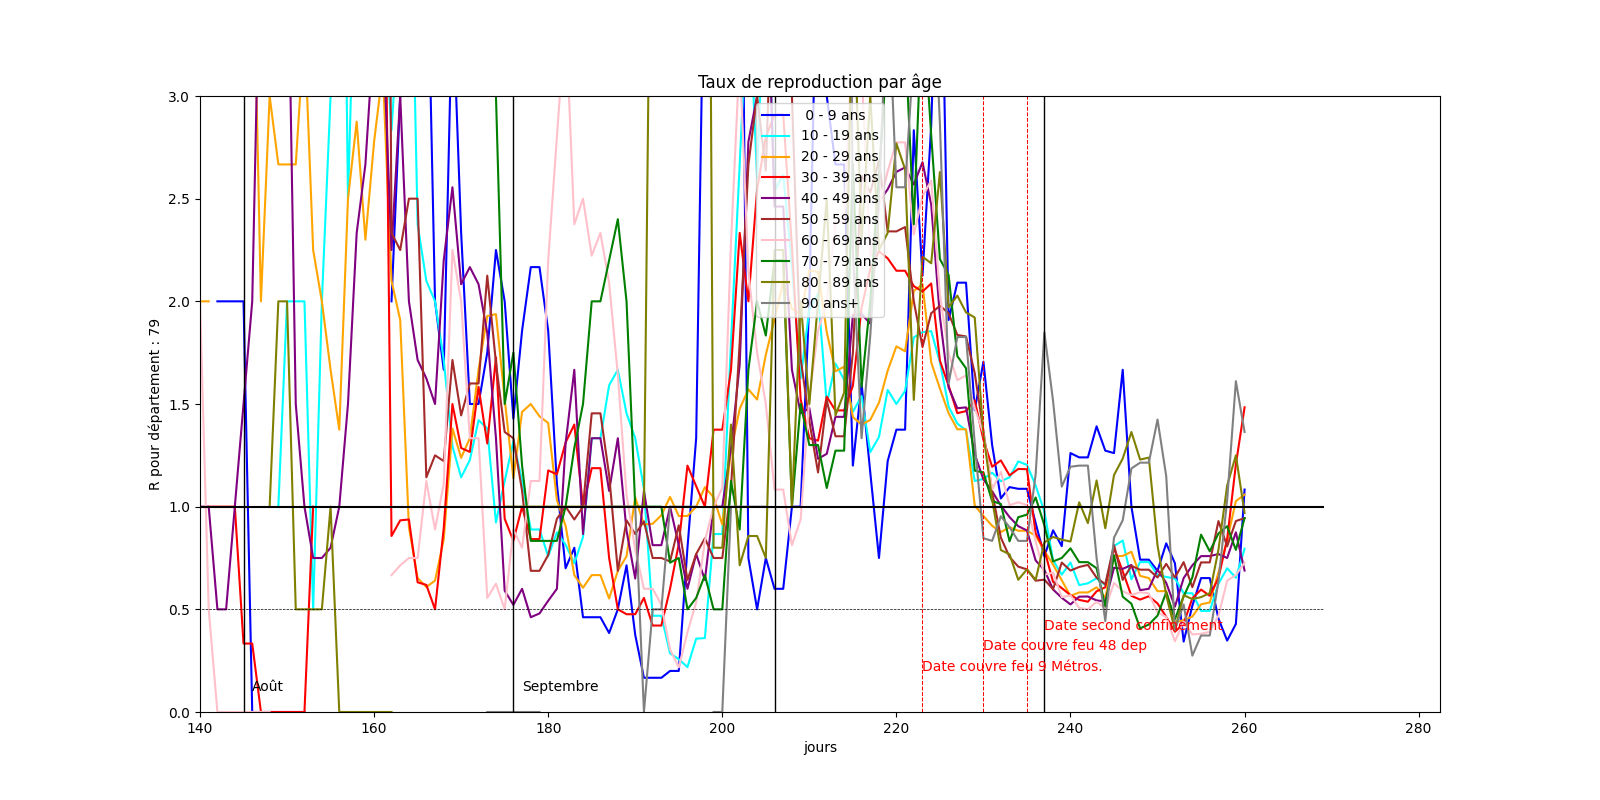 Taux de reproduction par âge
R pour département : 79
3.0
2.5
2.0
1.5
1.0
0.5
0.0
0 - 9 ans
10 - 19 ans
20 - 29 ans
30 - 39 ans
40 - 49 ans
50 - 59 ans
60 - 69 ans
70 - 79 ans
80 - 89 ans
90 ans+
Date second confinement
Date couvre feu 48 dep
Date couvre feu 9 Métros.
Août
Septembre
140 160 180 200 220 240 260 280
jours